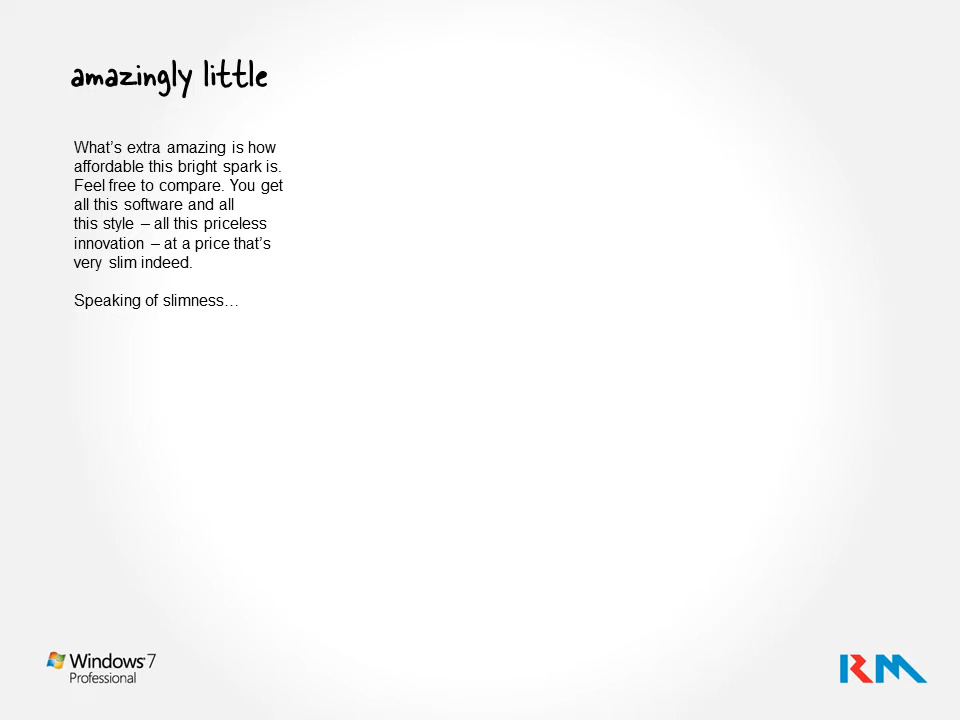 amazingly little
What’s extra amazing is how
affordable this bright spark is.
Feel free to compare. You get
all this software and all
this style – all this priceless
innovation – at a price that’s
very slim indeed.
Speaking of slimness…
Windows 7
Professional
RM